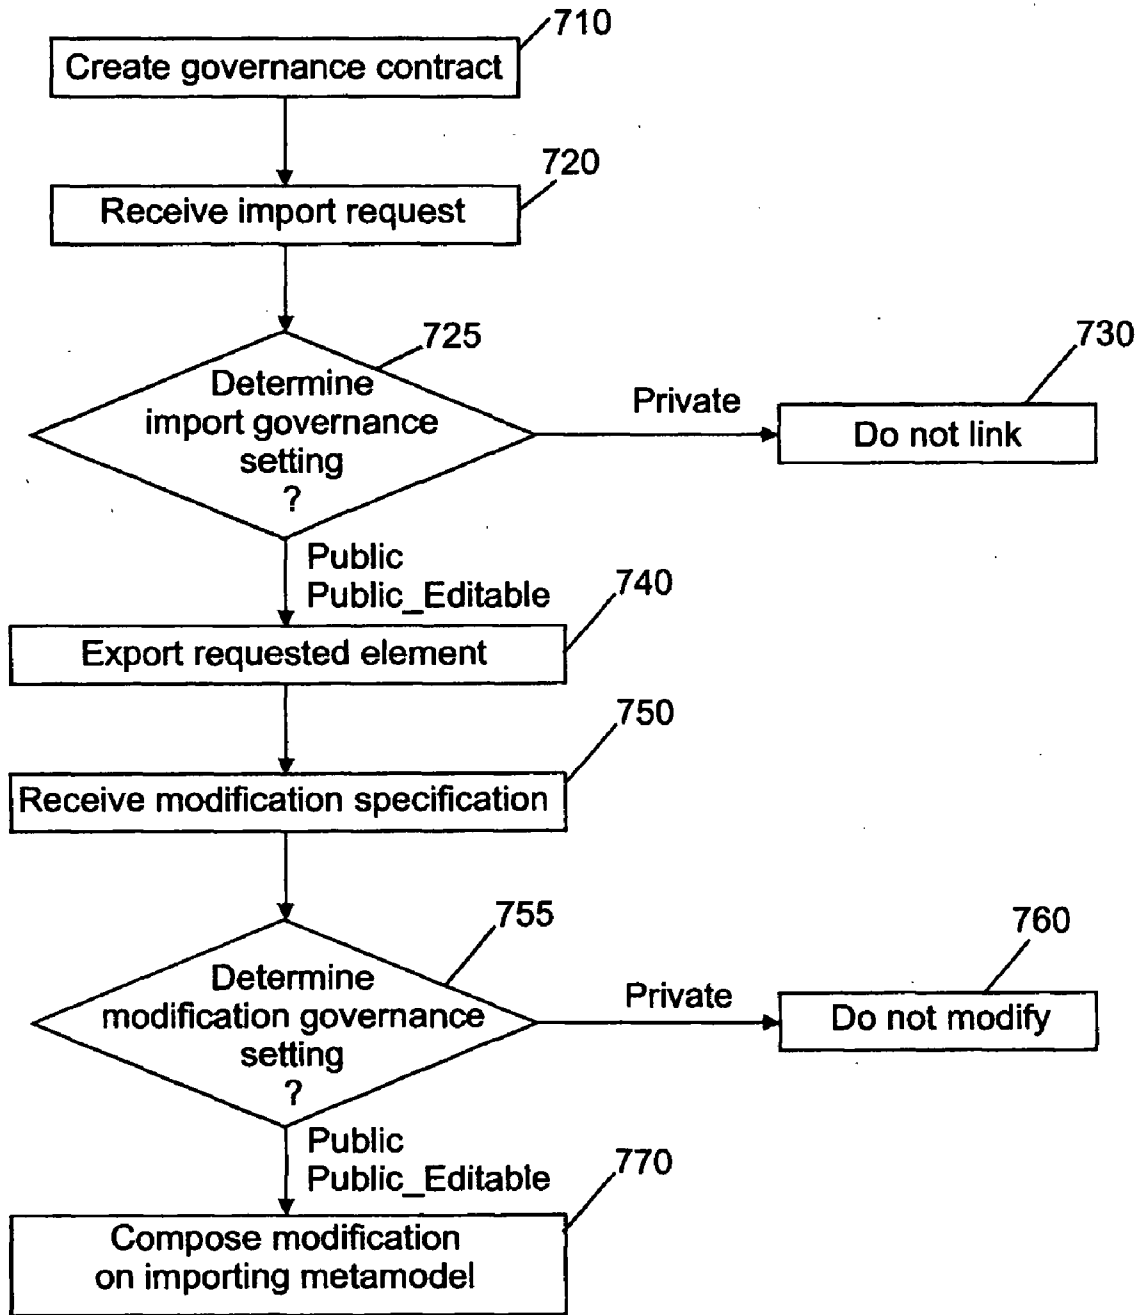 710
Create governance contract
720
Receive import request
725
Determine
import governance
setting
?
Private
730
Do not link
Public
Public_Editable
740
Export requested element
750
Receive modification specification
755
Determine
modification governance
setting
?
Private
760
Do not modify
Public
Public_Editable
770
Compose modification
on importing metamodel